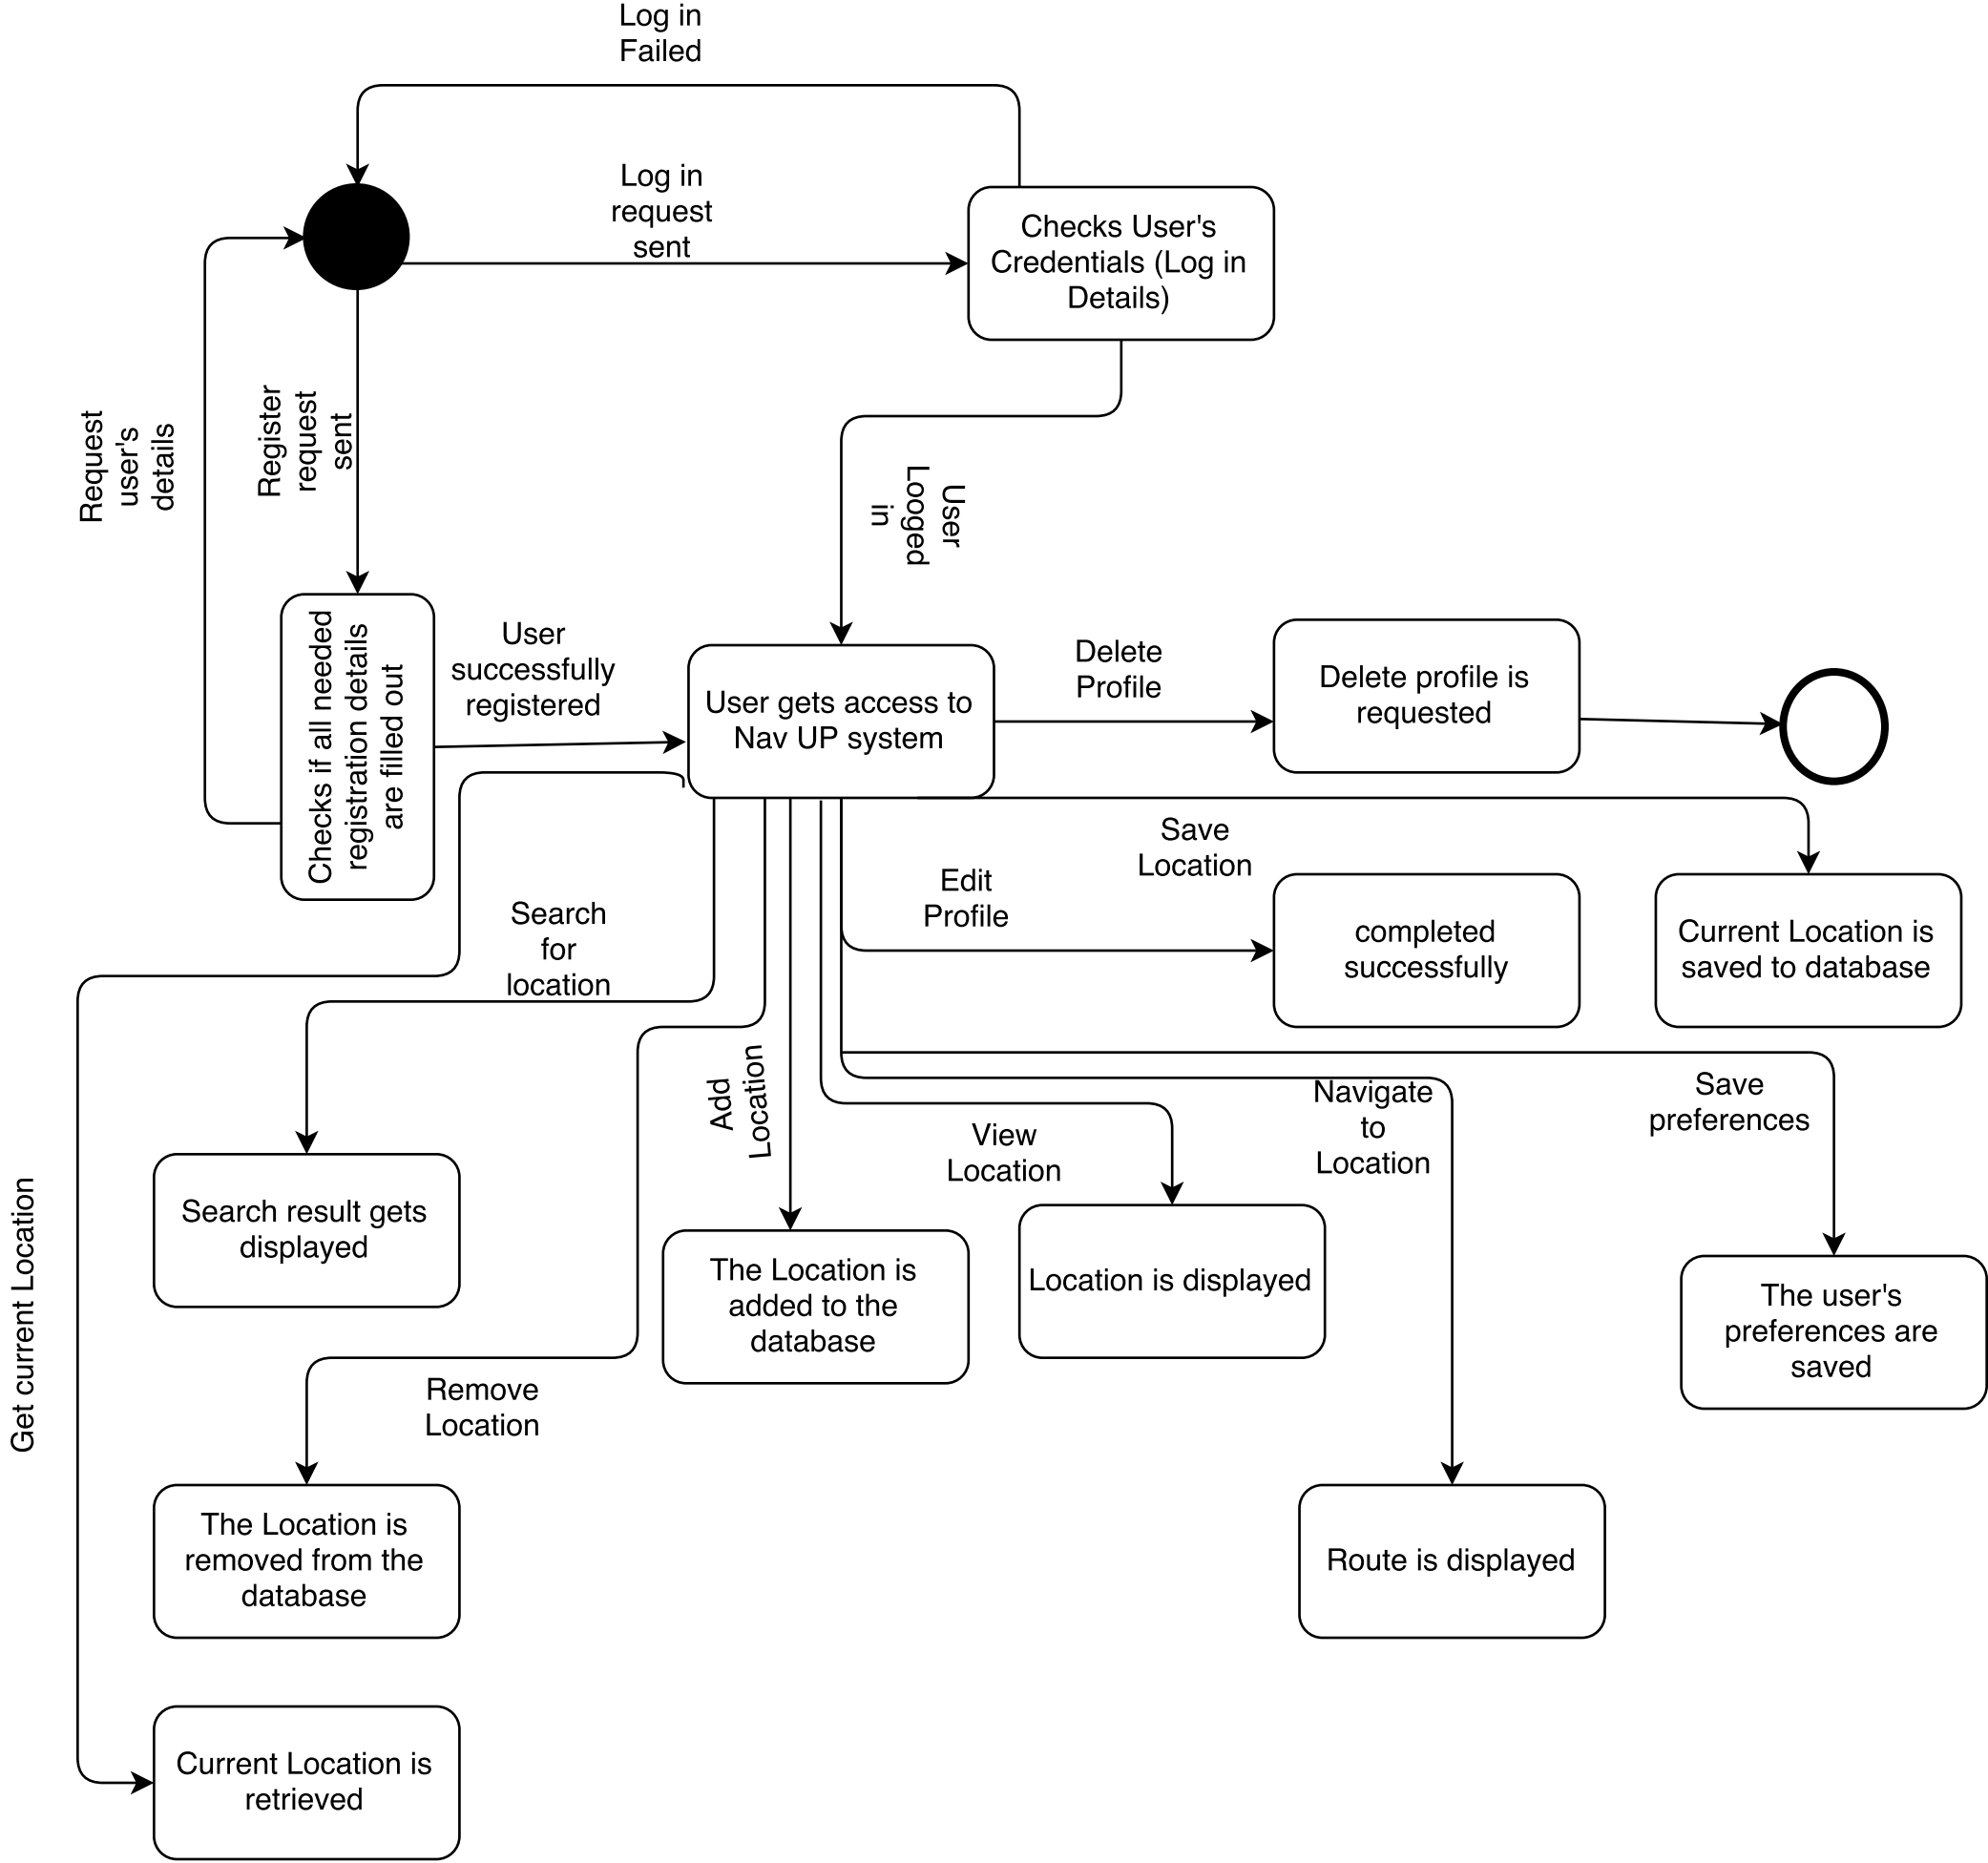 Log in
Failed
Log in
request
sent
Checks User's
Credentials (Log in
Details)
Request
user's
details
Register
request
sent
User
Looged
in
Checks if all needed
registration details
are filled out
User
successfully
registered
User gets access to
Nav UP system
Delete
Profile
Delete profile is
requested
Save
Location
Edit
Profile
completed
successfully
Current Location is
saved to database
Search
for
location
Add
Location
View
Location
Navigate
to
Location
Save
preferences
Get current Location
Search result gets
displayed
The Location is
added to the
database
Location is displayed
The user's
preferences are
saved
Remove
Location
The Location is
removed from the
database
Route is displayed
Current Location is
retrieved